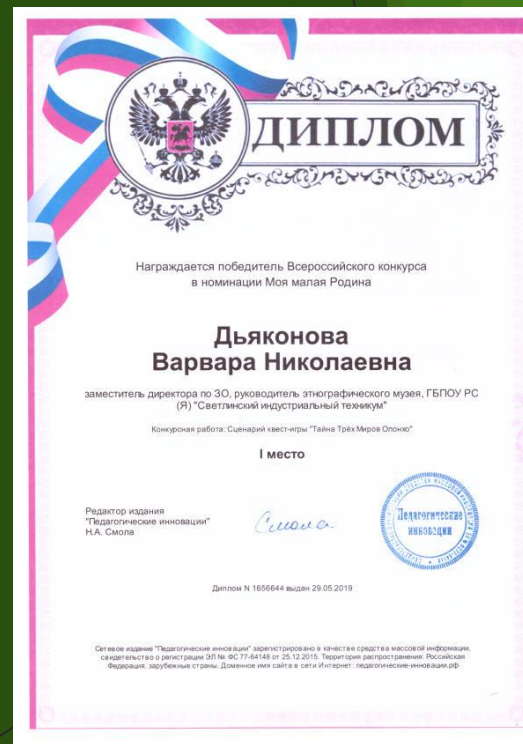 ДИПЛОМ
Награждается победитель Всероссийского конкурса
в номинации Моя малая Родина
Дьяконова
Варвара Николаевна
заместитель директора по ЗО, руководитель этнографического музея, ГБПОУ РС
(Я) "Светлинский индустриальный техникум"
Конкурсная работа: Сценарий квест-игры "Тайна Трёх Миров Олонхо"
I место
Редактор издания
"Педагогические инновации"
Н.А. Смола
Смола
Педагогические
инновации
Диплом N 1656644 выдан 29.05.2019
Сетевое издание "Педагогические инновации" зарегистрировано в качестве средства массовой информации,
свидетельство о регистрации ЭЛ № ФС 77-64148 от 25.12.2015. Территория распространения: Российская
Федерация, зарубежные страны. Доменное имя сайта в сети Интернет: педагогические-инновации.рф